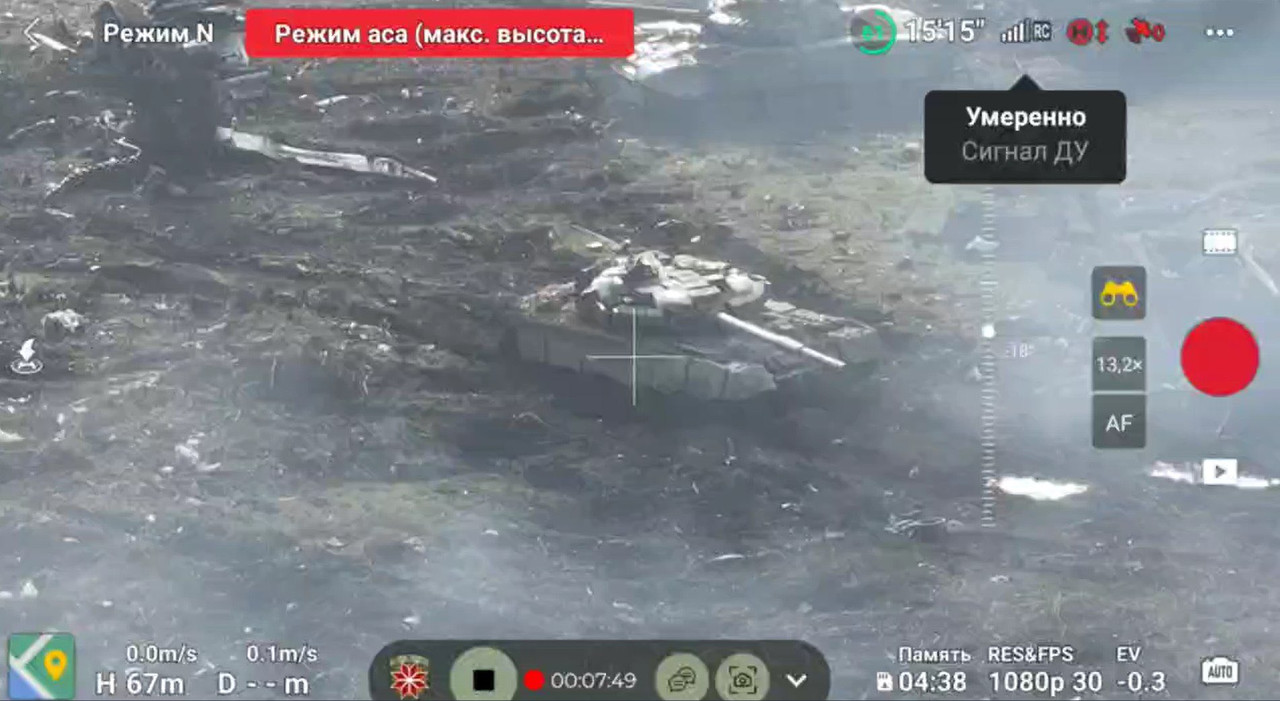 Режим N
Режим аса (макс. высота...
15'15"
RC
Умеренно
Сигнал ДУ
-18°
13,2×
AF
0.0m/s
0.1m/s
H 67m
D - - m
00:07:49
Память
04:38
RES&FPS
1080p 30
EV
-0.3
AUTO